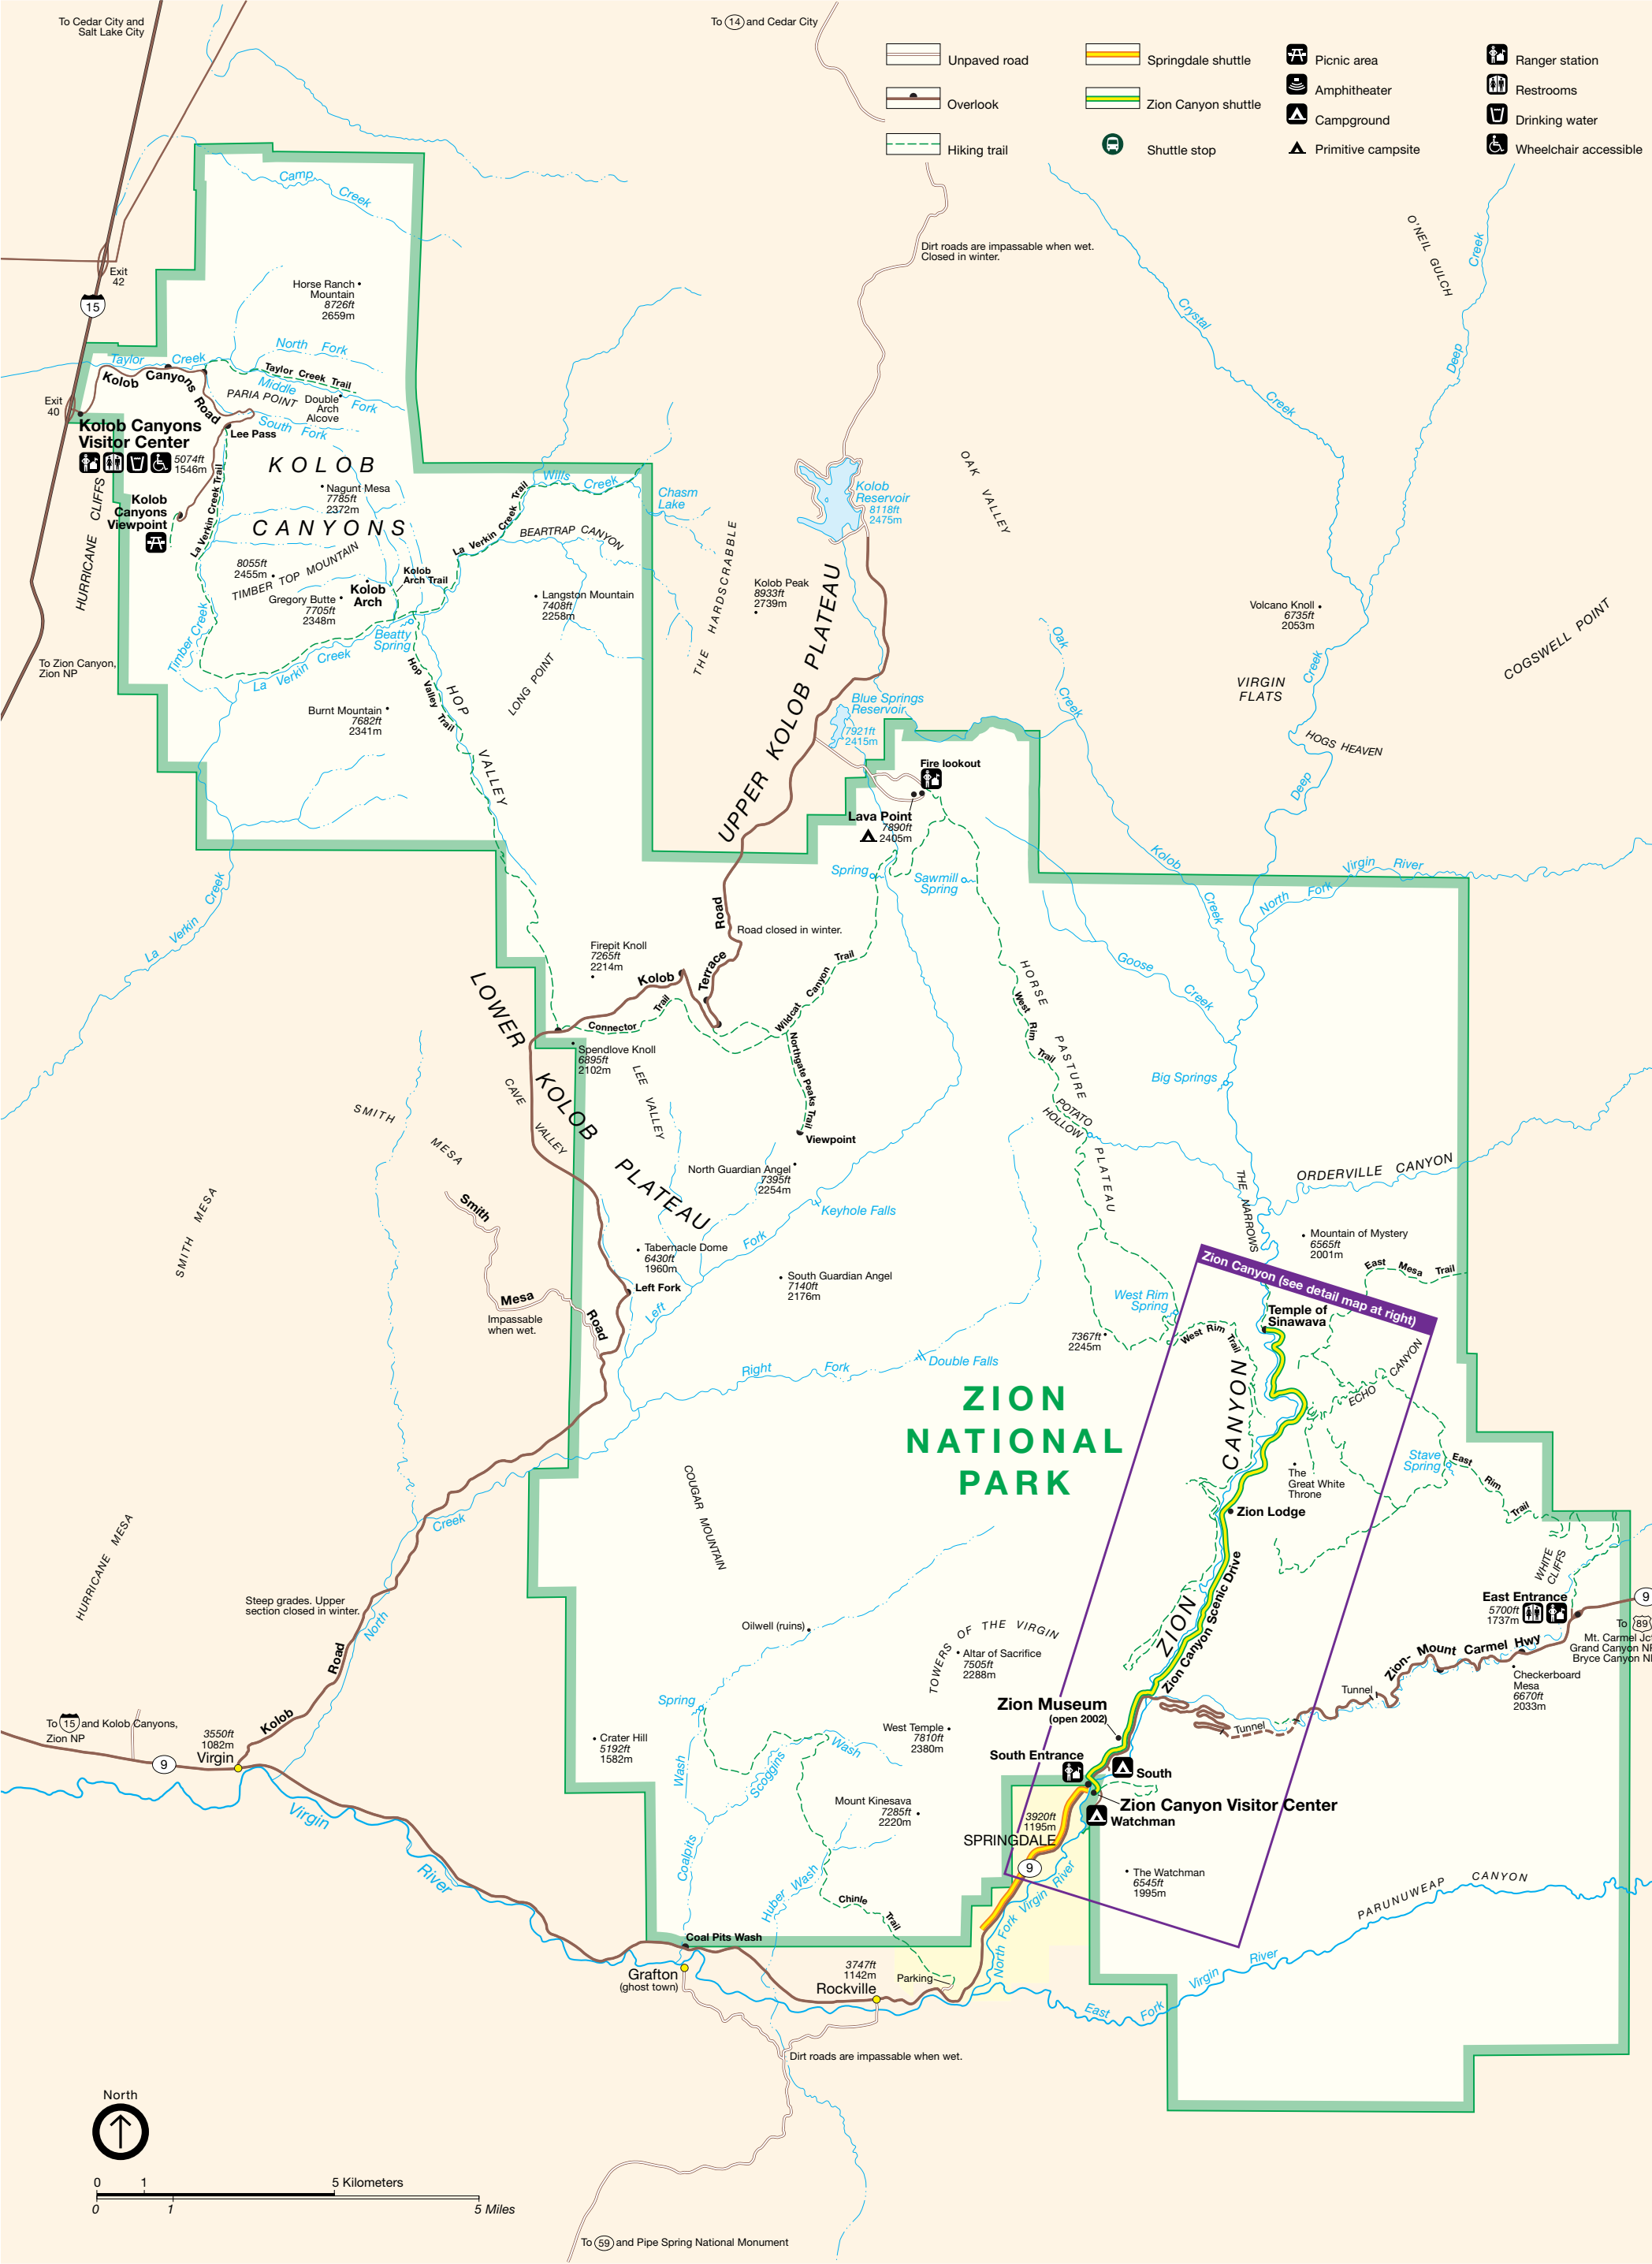 To Cedar City and
Salt Lake City
To 14 and Cedar City
Unpaved road
Overlook
Hiking trail
Springdale shuttle
Zion Canyon shuttle
Shuttle stop
Picnic area
Amphitheater
Campground
Primitive campsite
Ranger station
Restrooms
Drinking water
Wheelchair accessible
Camp
Creek
Dirt roads are impassable when wet.
Closed in winter.
O'NEIL GULCH
Creek
Deep
Crystal
Creek
Exit
42
15
Horse Ranch
Mountain
8726ft
2659m
North Fork
Taylor Creek
Taylor Creek Trail
Kolob Canyons Road
Middle
Fork
PARIA POINT
Double
Arch
Alcove
South Fork
Exit
40
Kolob Canyons
Visitor Center
5074ft
1546m
Lee Pass
KOLOB
CANYONS
Nagunt Mesa
7785ft
2372m
Kolob
Canyons
Viewpoint
HURRICANE CLIFFS
La Verkin Creek Trail
8055ft
2455m
TIMBER TOP MOUNTAIN
Gregory Butte
7705ft
2348m
Kolob
Arch
Kolob
Arch Trail
La Verkin Creek Trail
Wills Creek
Chasm
Lake
BEARTRAP CANYON
Langston Mountain
7408ft
2258m
THE HARDSCRABBLE
Kolob Peak
8933ft
2739m
Kolob
Reservoir
8118ft
2475m
OAK VALLEY
Oak
Creek
Volcano Knoll
6735ft
2053m
COGSWELL POINT
VIRGIN
FLATS
Creek
HOGS HEAVEN
Deep
To Zion Canyon,
Zion NP
Timber Creek
La Verkin Creek
Beatty
Spring
Hop Valley Trail
HOP
VALLEY
LONG POINT
Burnt Mountain
7682ft
2341m
UPPER KOLOB PLATEAU
Blue Springs
Reservoir
7921ft
2415m
Fire lookout
Lava Point
7890ft
2405m
Spring
Sawmill
Spring
Kolob
Creek
North Fork Virgin River
La Verkin Creek
Road closed in winter.
Kolob Terrace Road
Firepit Knoll
7265ft
2214m
Connector Trail
Wildcat Canyon Trail
Northgate Peaks Trail
Viewpoint
Spendlove Knoll
6895ft
2102m
LOWER
KOLOB
PLATEAU
CAVE
VALLEY
LEE VALLEY
HORSE
PASTURE
PLATEAU
West Rim Trail
POTATO
HOLLOW
Goose
Creek
Big Springs
THE NARROWS
ORDERVILLE CANYON
SMITH
MESA
SMITH MESA
Smith
Mesa
Road
Impassable
when wet.
North Guardian Angel
7395ft
2254m
Keyhole Falls
Left
Fork
Tabernacle Dome
6430ft
1960m
South Guardian Angel
7140ft
2176m
Left Fork
Right Fork
Double Falls
Mountain of Mystery
6565ft
2001m
East Mesa Trail
Zion Canyon (see detail map at right)
Temple of
Sinawava
West Rim
Spring
West Rim Trail
7367ft
2245m
ECHO CANYON
ZION
NATIONAL
PARK
ZION CANYON
The
Great White
Throne
Stave
Spring
East Rim Trail
Zion Lodge
Zion Canyon Scenic Drive
WHITE
CLIFFS
East Entrance
5700ft
1737m
9
To 89
Mt. Carmel Jct
Grand Canyon
Bryce Canyon
Zion- Mount Carmel Hwy
Checkerboard
Mesa
6670ft
2033m
Tunnel
Tunnel
COUGAR MOUNTAIN
Creek
North
HURRICANE MESA
Steep grades. Upper
section closed in winter.
Kolob
Road
Oilwell (ruins)
TOWERS OF THE VIRGIN
Altar of Sacrifice
7505ft
2288m
Zion Museum
(open 2002)
West Temple
7810ft
2380m
South Entrance
South
Zion Canyon Visitor Center
Watchman
3920ft
1195m
SPRINGDALE
9
The Watchman
6545ft
1995m
Spring
Wash
Coalpits
Scoggins
Wash
Crater Hill
5192ft
1582m
Mount Kinesava
7285ft
2220m
Huber Wash
Chinle Trail
To 15 and Kolob Canyons,
Zion NP
9
3550ft
1082m
Virgin
Virgin
River
Coal Pits Wash
Grafton
(ghost town)
3747ft
1142m
Rockville
Parking
North Fork Virgin River
East Fork Virgin River
PARUNUWEAP CANYON
Dirt roads are impassable when wet.
North
0 1 5 Kilometers
0 1 5 Miles
To 59 and Pipe Spring National Monument